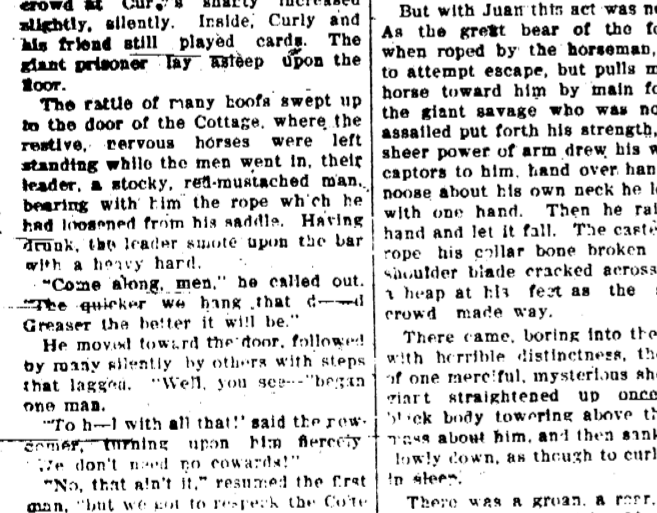 crowd at Curly's shanty increased
slightly, silently. Inside, Curly and
his friend still played cards. The
giant prisoner lay asleep upon the
floor.
The rattle of many hoofs swept up
to the door of the Cottage, where the
restive, nervous horses were left
standing while the men went in, their
leader, a stocky, red-mustached man,
bearing with him the rope which he
had loosened from his saddle. Having
drunk, the leader smote upon the bar
with a heavy hard.
"Come along, men," he called out.
"The quicker we hang that d——d
Greaser the better it will be."
He moved toward the door, followed
by many silently by others with steps
that lagged. "Well, you see—"began
one man.
"To h—l with all that!" said the new-
comer, turning upon him fiercely
"We don't need no cowards!"
"No, that ain't it," resumed the first
man, "but we got to respeck the Cotte
But with Juan this act was
As the great bear of the
when roped by the horseman,
to attempt escape, but pulls
horse toward him by main
the giant savage who was
assailed put forth his strength,
sheer power of arm drew his
captors to him, hand over
noose about his own neck he
with one hand. Then he
hand and let it fall. The
rope his collar bone broken
shoulder blade cracked across
a heap at his feet as the
crowd made way.
There came, boring into the
with horrible distinctness,
of one merciful, mysterious
giant straightened up once
black body towering above
mass about him, and then
lowly down, as though to curl
in sleep.
There was a groan, a roar,